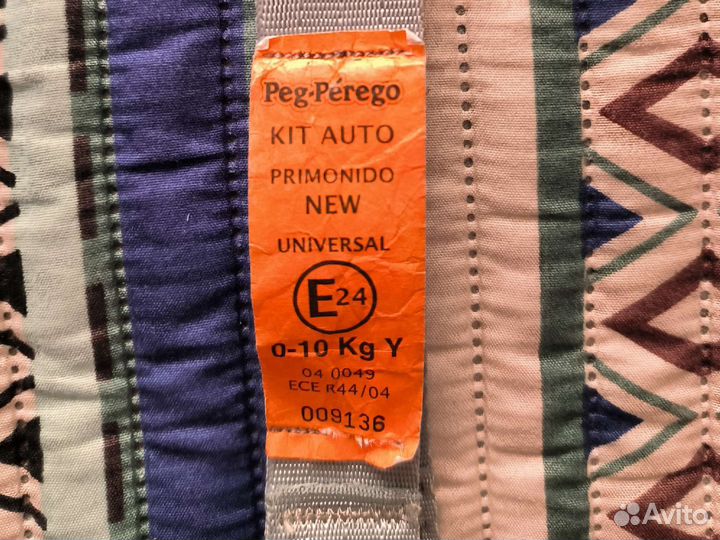 Peg-Pérego
KIT AUTO
PRIMONIDO
NEW
UNIVERSAL
E24
0-10 Kg Y
04 0049
ECE R44/04
009136
Avito